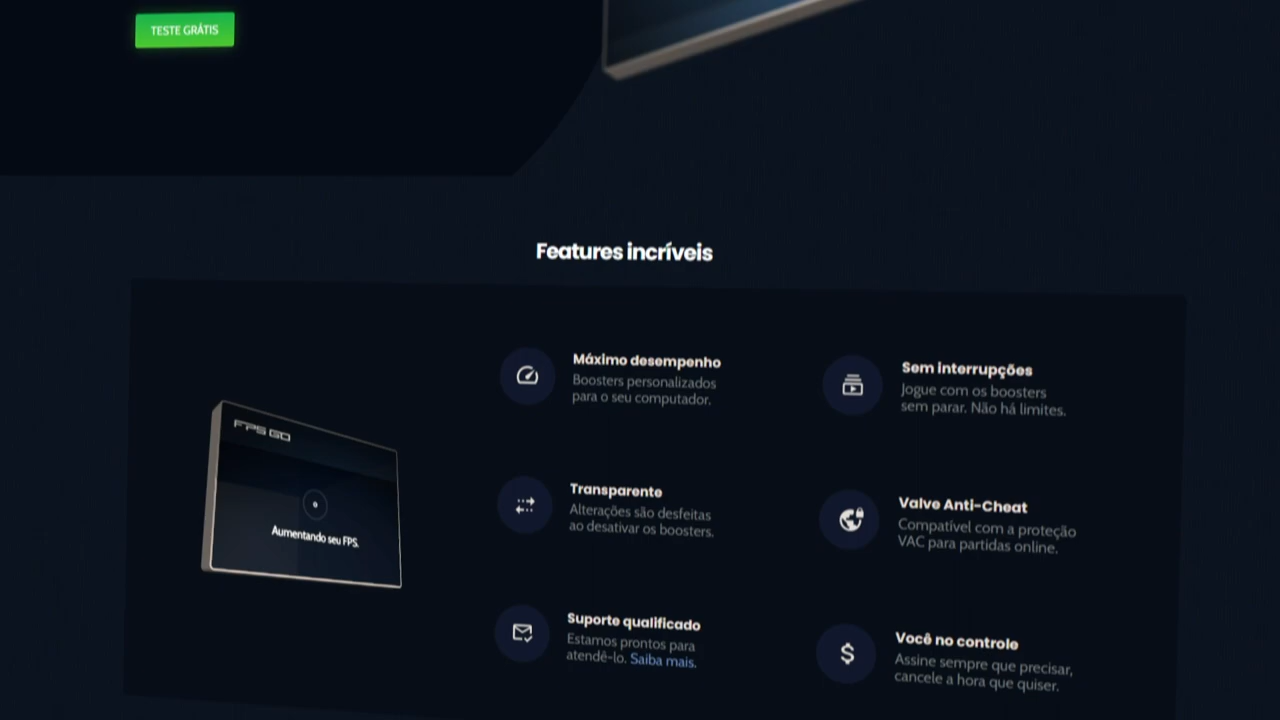 TESTE GRÁTIS
Features incríveis
FPS GO
Aumentando seu FPS.
Máximo desempenho
Boosters personalizados
para o seu computador.
Sem interrupções
Jogue com os boosters
sem parar. Não há limites.
Transparente
Alterações são desfeitas
ao desativar os boosters.
Valve Anti-Cheat
Compatível com a proteção
VAC para partidas online.
Suporte qualificado
Estamos prontos para
atendê-lo. Saiba mais.
Você no controle
Assine sempre que precisar,
cancele a hora que quiser.